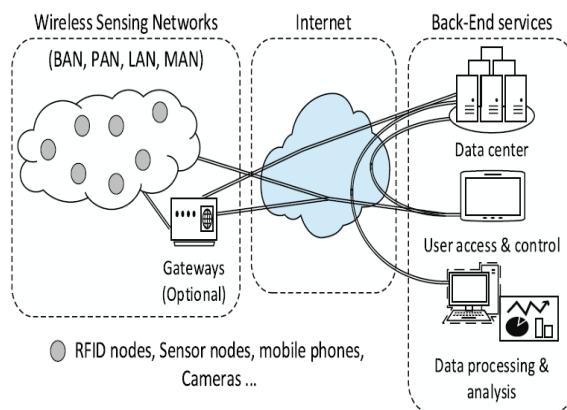 Wireless Sensing Networks
(BAN, PAN, LAN, MAN)
Gateways
(Optional)
RFID nodes, Sensor nodes, mobile phones,
Cameras ...
Internet
Back-End services
Data center
User access & control
Data processing &
analysis